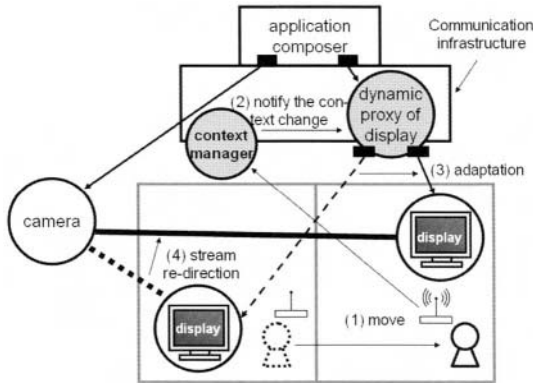 application
composer
Communication
infrastructure
(2) notify the con-
text change
dynamic
proxy of
display
context
manager
(3) adaptation
camera
display
(4) stream
re-direction
display
(1) move